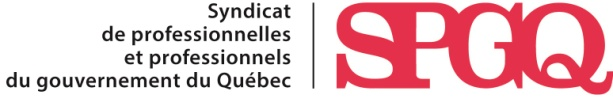 Syndicat
de professionnelles
et professionnels
du gouvernement du Québec
SPGQ